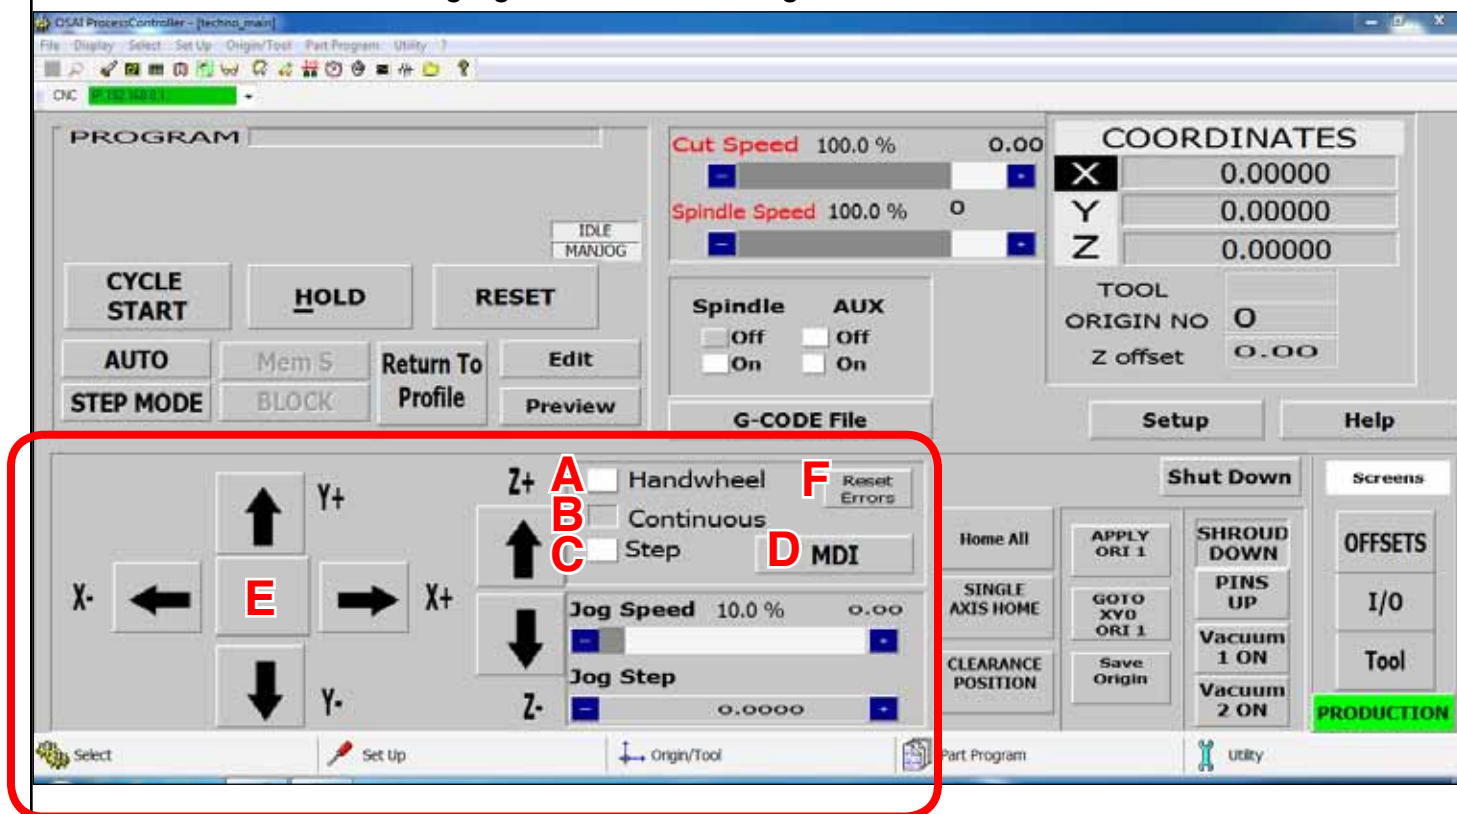 OSAI ProcessController - [techno_main]
File Display Select Set Up Origin/Tool Part Program Utility ?
CNC IP 192.168.0.1
PROGRAM
IDLE
MANJOG
CYCLE
START
HOLD
RESET
AUTO
Mem S
Return To
Profile
Edit
STEP MODE
BLOCK
Preview
Cut Speed 100.0 % 0.00
- +
Spindle Speed 100.0 % 0
- +
Spindle AUX
Off Off
On On
G-CODE File
COORDINATES
X 0.00000
Y 0.00000
Z 0.00000
TOOL
ORIGIN NO 0
Z offset 0.00
Setup Help
Y+
X-
E
X+
Y-
Z+
Z-
A Handwheel
B Continuous
C Step
F Reset
Errors
D MDI
Jog Speed 10.0 % 0.00
- +
Jog Step
- 0.0000 +
Shut Down
Screens
Home All
SINGLE
AXIS HOME
CLEARANCE
POSITION
APPLY
ORI 1
GOTO
XY0
ORI 1
Save
Origin
SHROUD
DOWN
PINS
UP
Vacuum
1 ON
Vacuum
2 ON
OFFSETS
I/O
Tool
PRODUCTION
Select Set Up Origin/Tool Part Program Utility